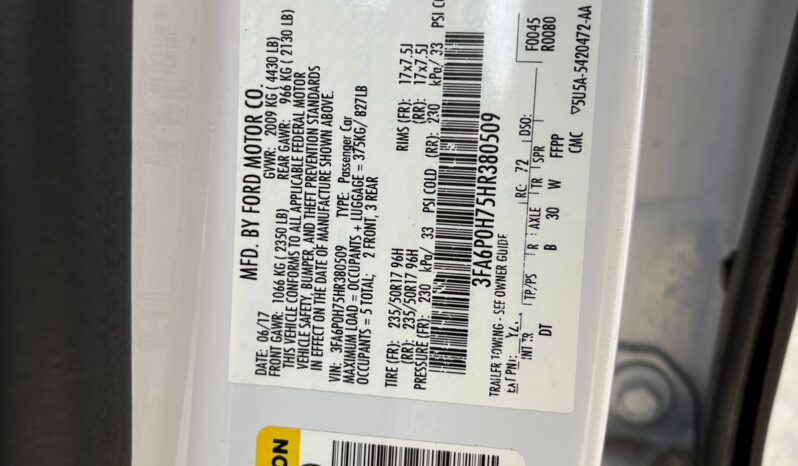 MFD. BY FORD MOTOR CO.
DATE: 06/17 GVWR: 2009 KG ( 4430 LB)
FRONT GAWR: 1066 KG ( 2350 LB) REAR GAWR: 966 KG ( 2130 LB)
THIS VEHICLE CONFORMS TO ALL APPLICABLE FEDERAL MOTOR
VEHICLE SAFETY, BUMPER, AND THEFT PREVENTION STANDARDS
IN EFFECT ON THE DATE OF MANUFACTURE SHOWN ABOVE.
VIN: 3FA6P0H75HR380509 TYPE: Passenger Car
MAXIMUM LOAD = OCCUPANTS + LUGGAGE = 375KG/ 827LB
OCCUPANTS = 5 TOTAL; 2 FRONT, 3 REAR
TIRE (FR): 235/50R17 96H RIMS (FR): 17x7.5J
(RR): 235/50R17 96H (RR): 17x7.5J
PRESSURE (FR): 230 kPa/ 33 PSI COLD (RR): 230 kPa/ 33 PSI COLD
3FA6P0H75HR380509
TRAILER TOWING - SEE OWNER GUIDE
EXT PNT: YZ RC: 72 DSO: F0045
R0080
INT TR TP/PS R AXLE TR SPR
DT B 30 W FFPP
CMC ▽5U5A-5420472-AA
ON